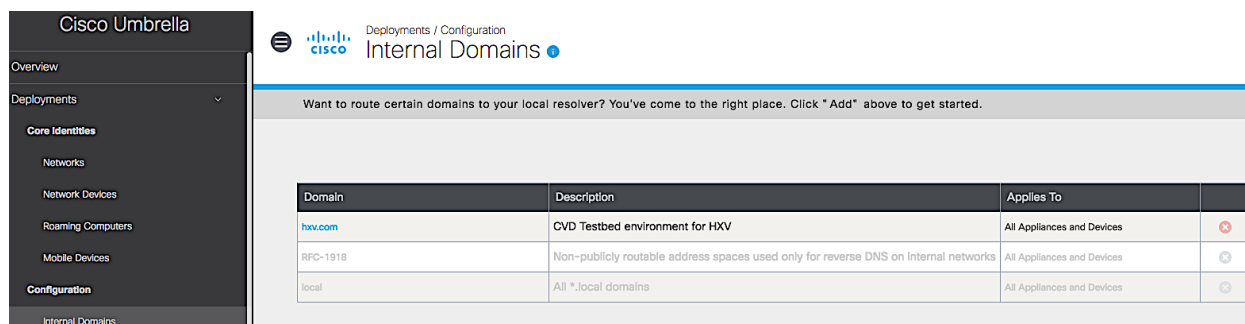 Cisco Umbrella
Overview
Deployments
Core Identities
Networks
Network Devices
Roaming Computers
Mobile Devices
Configuration
Internal Domains
cisco
Deployments / Configuration
Internal Domains
Want to route certain domains to your local resolver? You've come to the right place. Click "Add" above to get started.
Domain Description Applies To
hxv.com CVD Testbed environment for HXV All Appliances and Devices
RFC-1918 Non-publicly routable address spaces used only for reverse DNS on internal networks All Appliances and Devices
local All *.local domains All Appliances and Devices